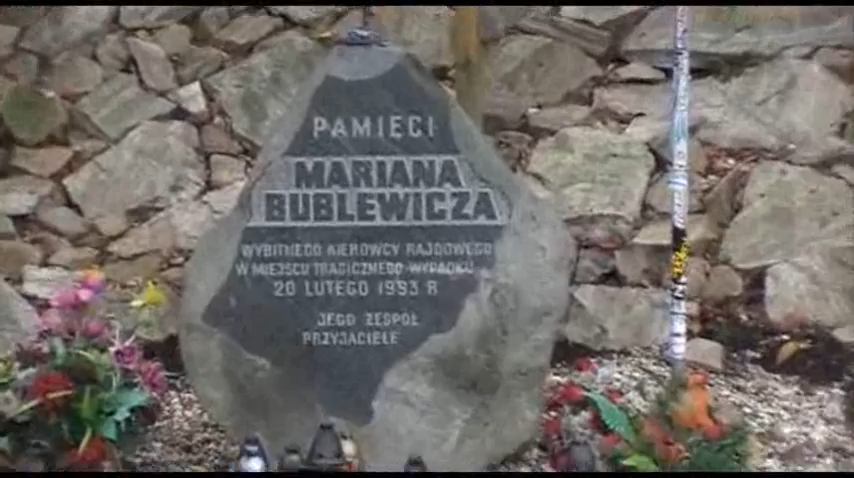 PAMIĘCI
MARIANA
BUBLEWICZA
WYBITNEGO KIEROWCY RAJDOWEGO
W MIEJSCU TRAGICZNEGO WYPADKU
20 LUTEGO 1993 R
JEGO ZESPÓŁ
PRZYJACIELE